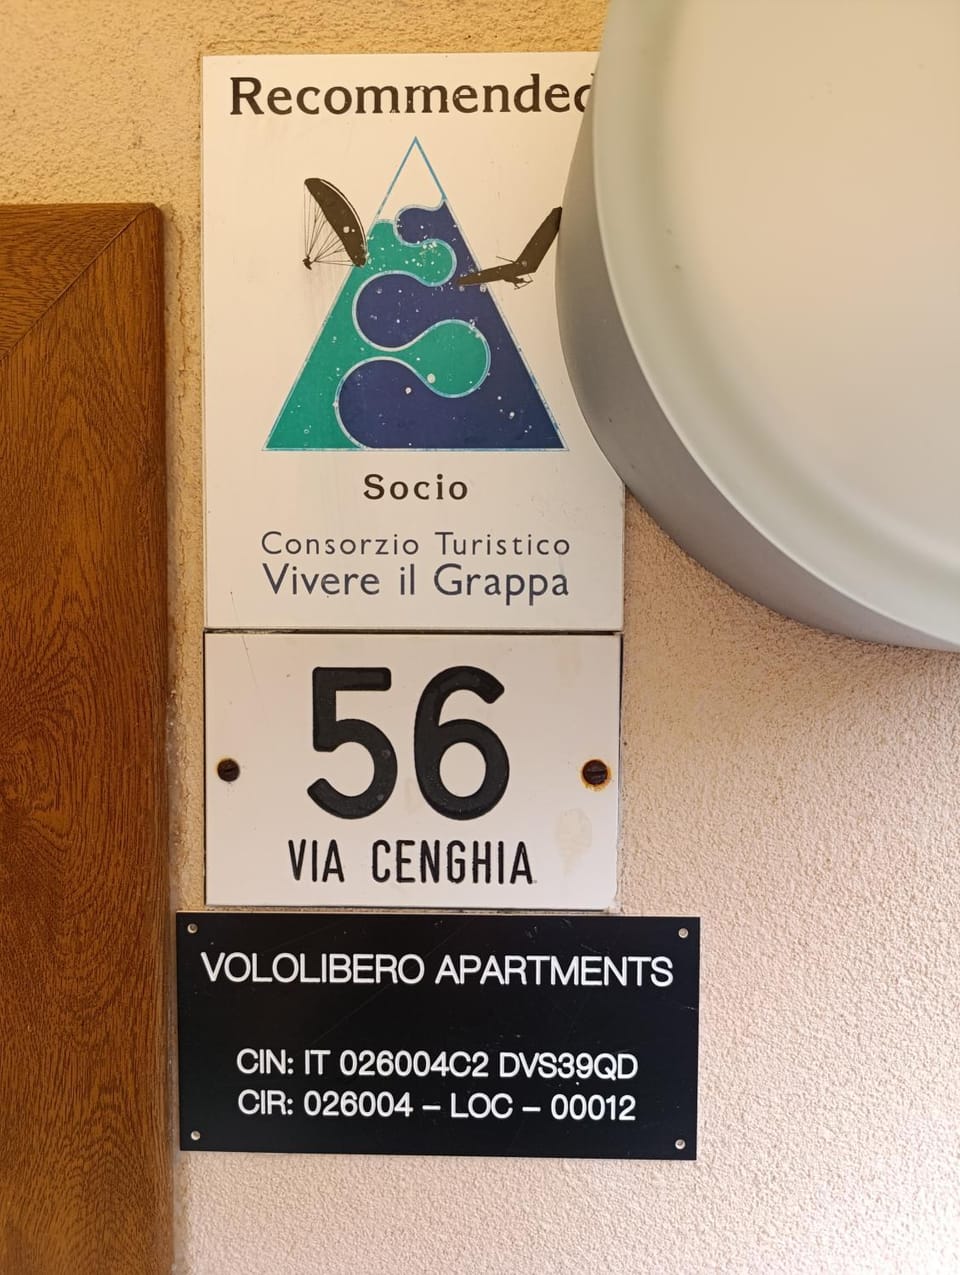 Recommended
Socio
Consorzio Turistico
Vivere il Grappa
56
VIA CENGHIA
VOLOLIBERO APARTMENTS
CIN: IT 026004C2 DVS39QD
CIR: 026004 – LOC – 00012